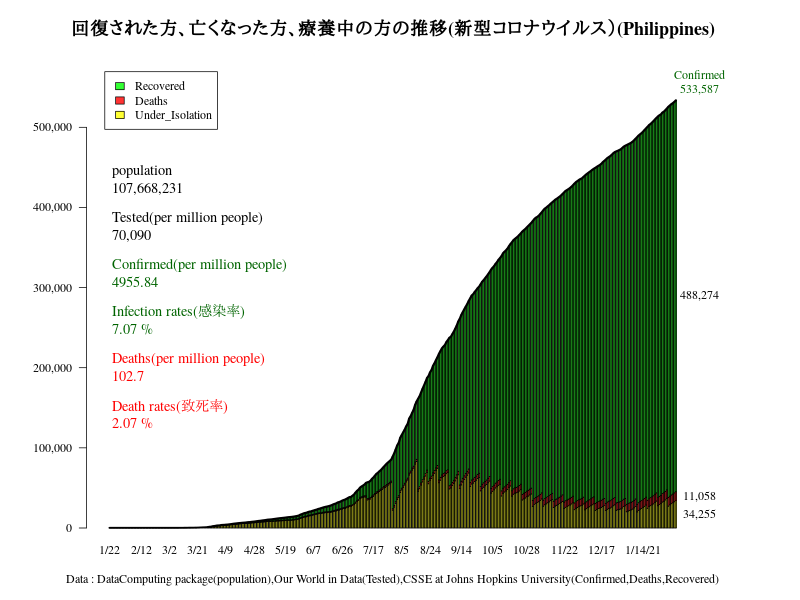 回復された方、亡くなった方、療養中の方の推移(新型コロナウイルス）(Philippines)
Confirmed
533,587
Recovered
Deaths
Under_Isolation
500,000
400,000
300,000
200,000
100,000
0
population
107,668,231
Tested(per million people)
70,090
Confirmed(per million people)
4955.84
Infection rates(感染率)
7.07 %
Deaths(per million people)
102.7
Death rates(致死率)
2.07 %
488,274
11,058
34,255
1/22 2/12 3/2 3/21 4/9 4/28 5/19 6/7 6/26 7/17 8/5 8/24 9/14 10/5 10/28 11/22 12/17 1/14/21
Data : DataComputing package(population),Our World in Data(Tested),CSSE at Johns Hopkins University(Confirmed,Deaths,Recovered)